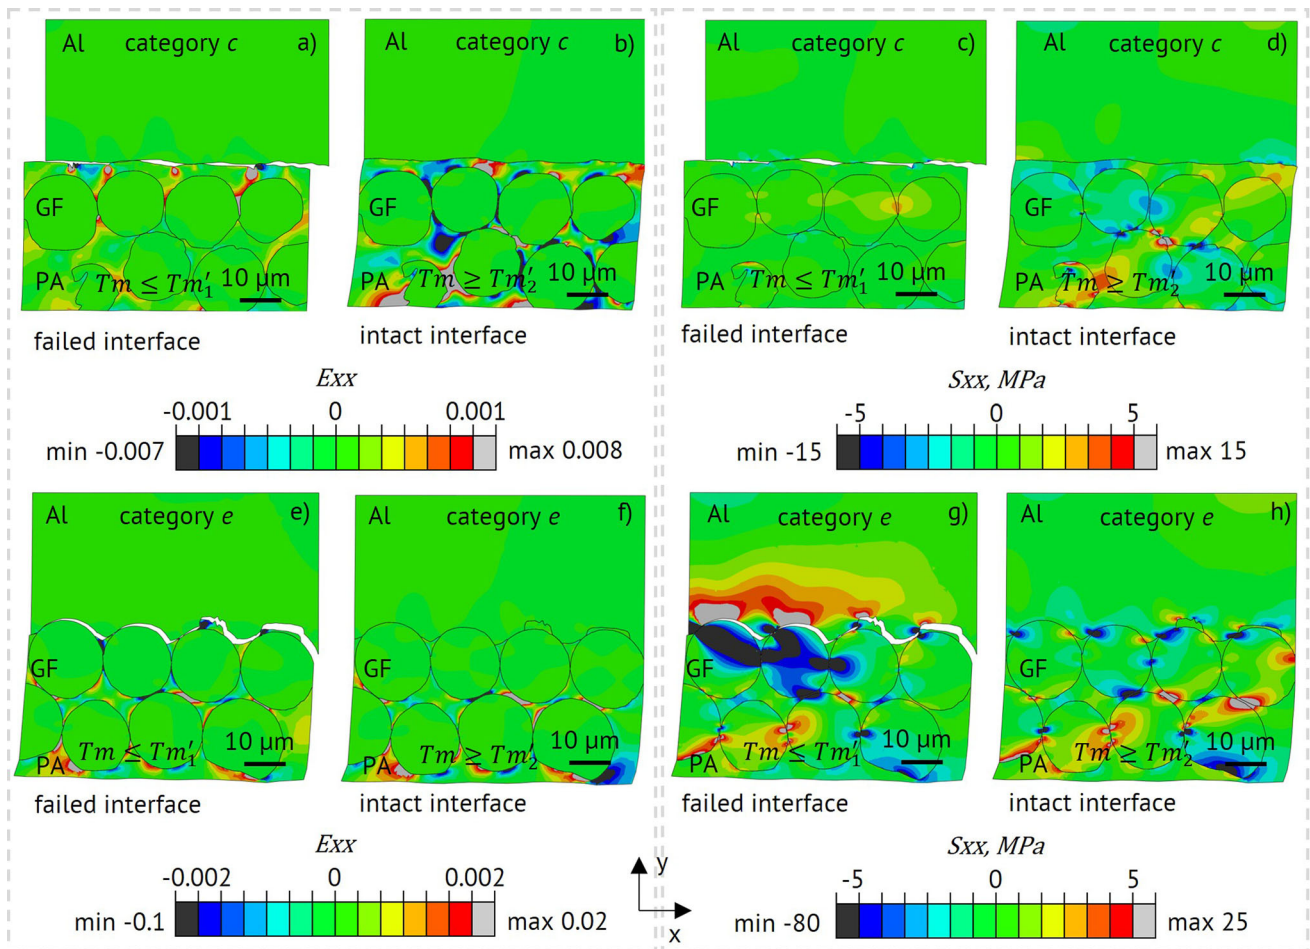 Al category c a)
Al category c b)
Al category c c)
Al category c d)
GF
GF
GF
GF
PA Tm ≤ Tm′₁ 10 μm
PA Tm ≥ Tm′₂ 10 μm
PA Tm ≤ Tm′₁ 10 μm
PA Tm ≥ Tm′₂ 10 μm
failed interface
intact interface
failed interface
intact interface
Exx
-0.001 0 0.001
min -0.007 max 0.008
Sxx, MPa
-5 0 5
min -15 max 15
Al category e e)
Al category e f)
Al category e g)
Al category e h)
GF
GF
GF
GF
PA Tm ≤ Tm′₁ 10 μm
PA Tm ≥ Tm′₂ 10 μm
PA Tm ≤ Tm′₁ 10 μm
PA Tm ≥ Tm′₂ 10 μm
failed interface
intact interface
failed interface
intact interface
Exx
-0.002 0 0.002
min -0.1 max 0.02
y
x
Sxx, MPa
-5 0 5
min -80 max 25